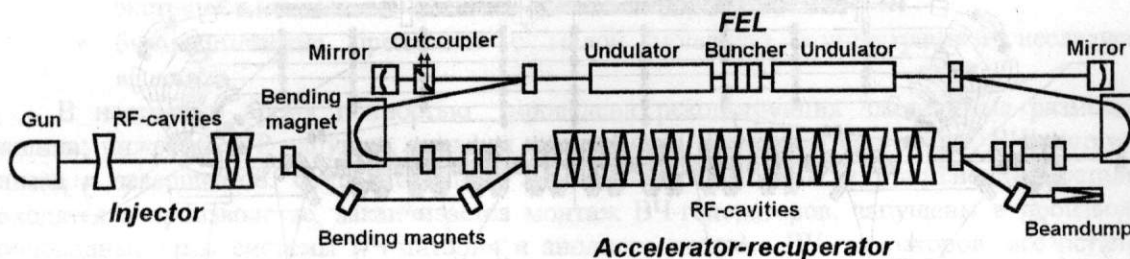 FEL
Mirror
Outcoupler
Undulator
Buncher
Undulator
Mirror
Bending
magnet
Gun
RF-cavities
Injector
Bending magnets
RF-cavities
Accelerator-recuperator
Beamdump